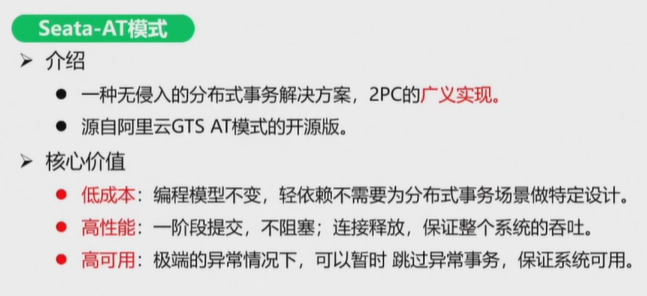 Seata-AT模式
介绍
一种无侵入的分布式事务解决方案，2PC的广义实现。
源自阿里云GTS AT模式的开源版。
核心价值
低成本：编程模型不变，轻依赖不需要为分布式事务场景做特定设计。
高性能：一阶段提交，不阻塞；连接释放，保证整个系统的吞吐。
高可用：极端的异常情况下，可以暂时 跳过异常事务，保证系统可用。